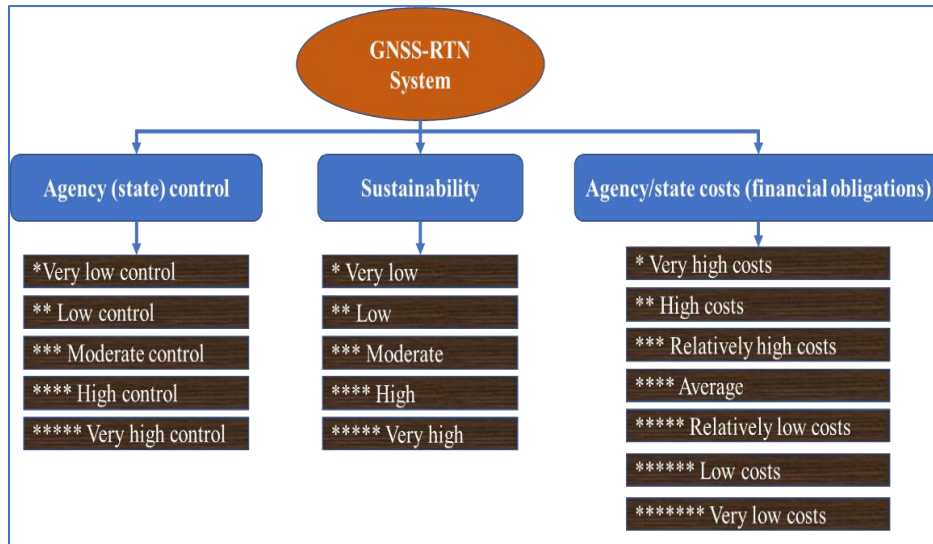 GNSS-RTN
System
Agency (state) control
Sustainability
Agency/state costs (financial obligations)
*Very low control
** Low control
*** Moderate control
**** High control
***** Very high control
* Very low
** Low
*** Moderate
**** High
***** Very high
* Very high costs
** High costs
*** Relatively high costs
**** Average
***** Relatively low costs
****** Low costs
******* Very low costs